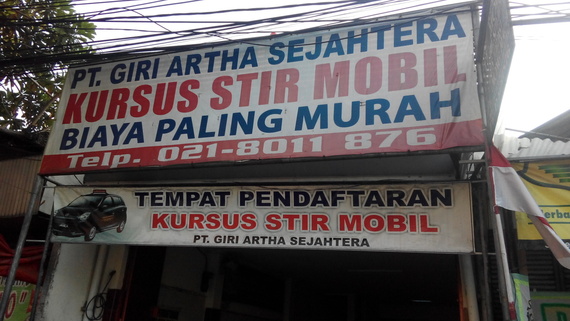 PT. GIRI ARTHA SEJAHTERA
KURSUS STIR MOBIL
BIAYA PALING MURAH
Telp. 021-8011 876
TEMPAT PENDAFTARAN
KURSUS STIR MOBIL
PT. GIRI ARTHA SEJAHTERA